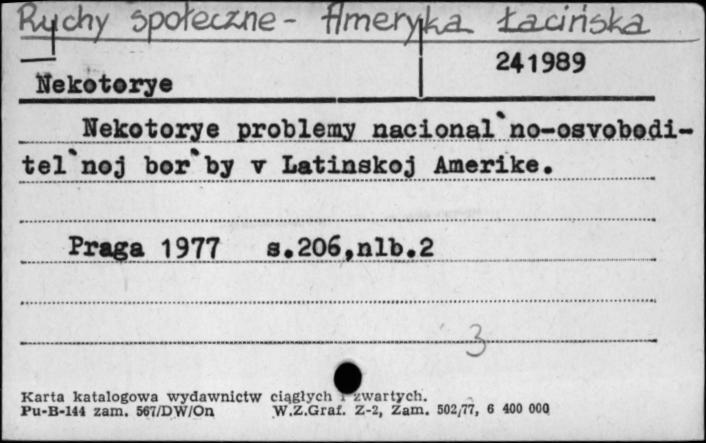 Ruchy społeczne - Ameryka Łacińska
241989
Nekotorye
Nekotorye problemy nacional`no-osvobodi-
tel`noj bor`by v Latinskoj Amerike.
Praga 1977 s.206,nlb.2
3
Karta katalogowa wydawnictw ciągłych i zwartych.
Pu-B-144 zam. 567/DW/On W.Z.Graf. Z-2, Zam. 502/77, 6 400 000